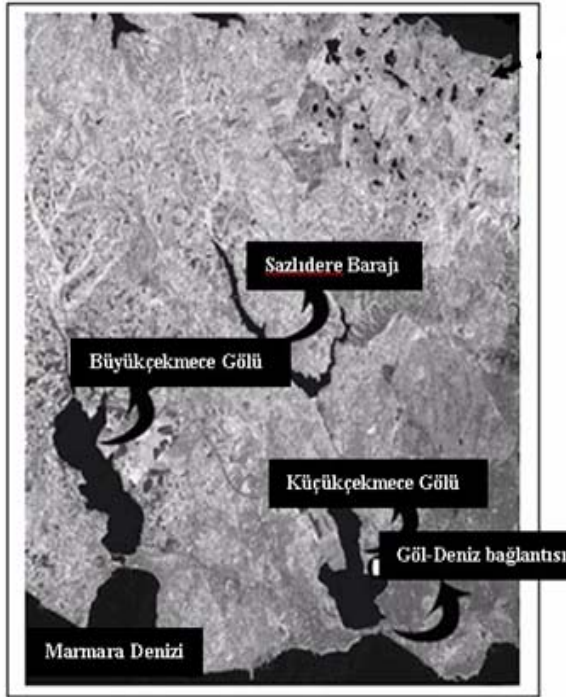 Sazlıdere Barajı
Büyükçekmece Gölü
Küçükçekmece Gölü
Göl-Deniz bağlantısı
Marmara Denizi